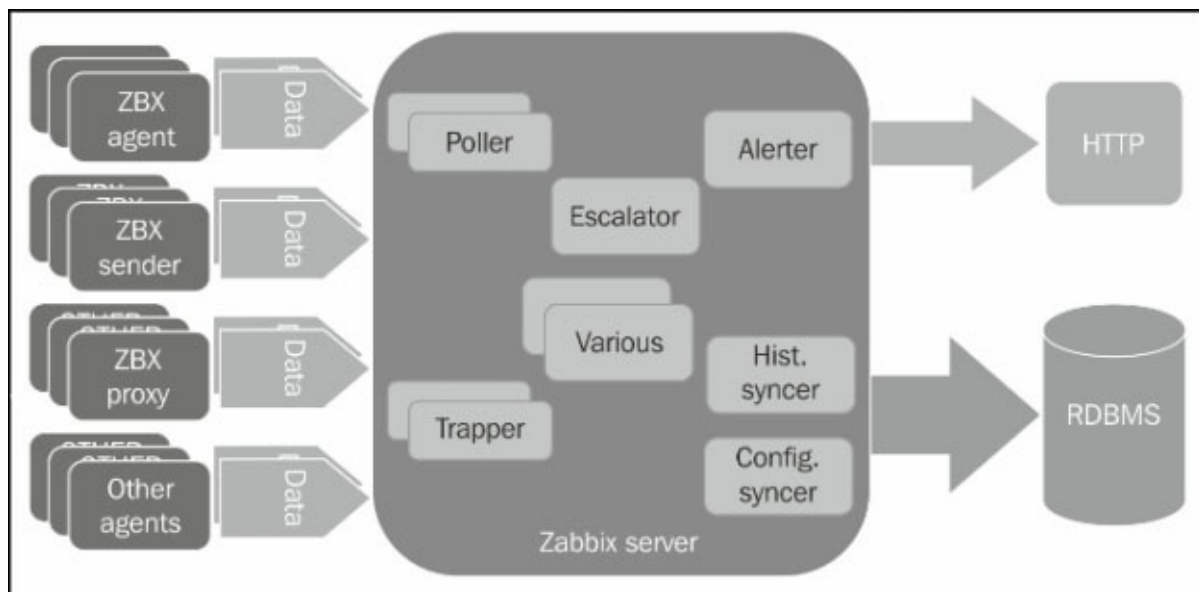 ZBX
agent
Data
ZBX
sender
Data
ZBX
proxy
Data
Other
agents
Data
Poller
Alerter
Escalator
Various
Hist.
syncer
Trapper
Config.
syncer
Zabbix server
HTTP
RDBMS